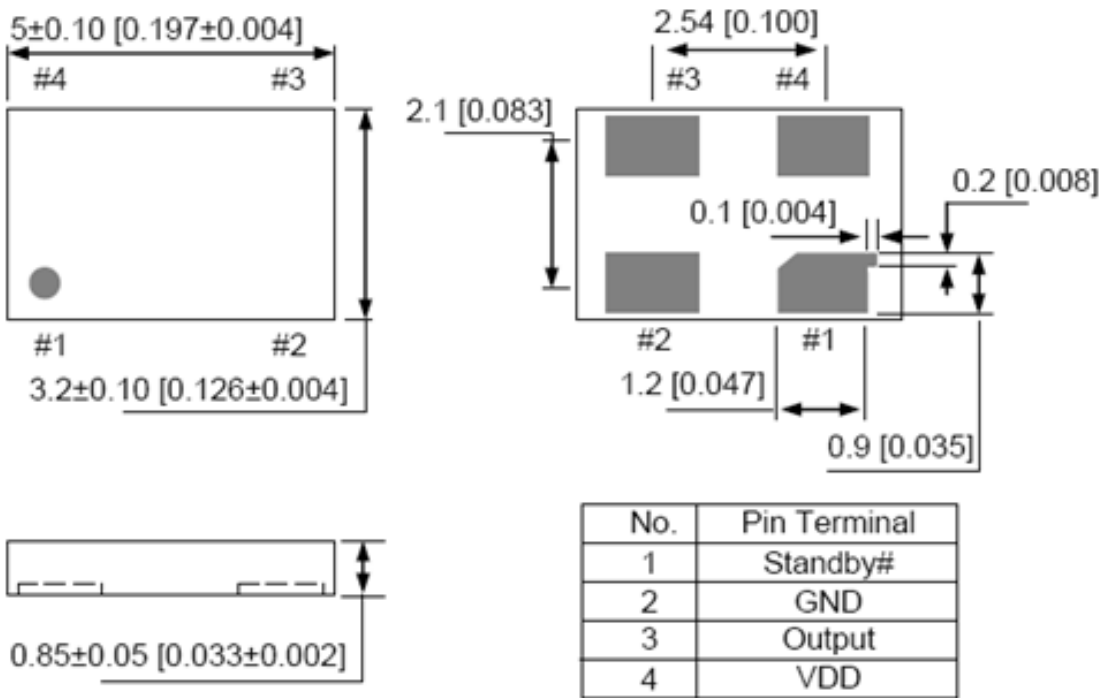 5±0.10 [0.197±0.004]
#4 #3
#1 #2
3.2±0.10 [0.126±0.004]
2.54 [0.100]
#3 #4
2.1 [0.083]
0.2 [0.008]
0.1 [0.004]
#2 #1
1.2 [0.047]
0.9 [0.035]
0.85±0.05 [0.033±0.002]
No. Pin Terminal
1 Standby#
2 GND
3 Output
4 VDD